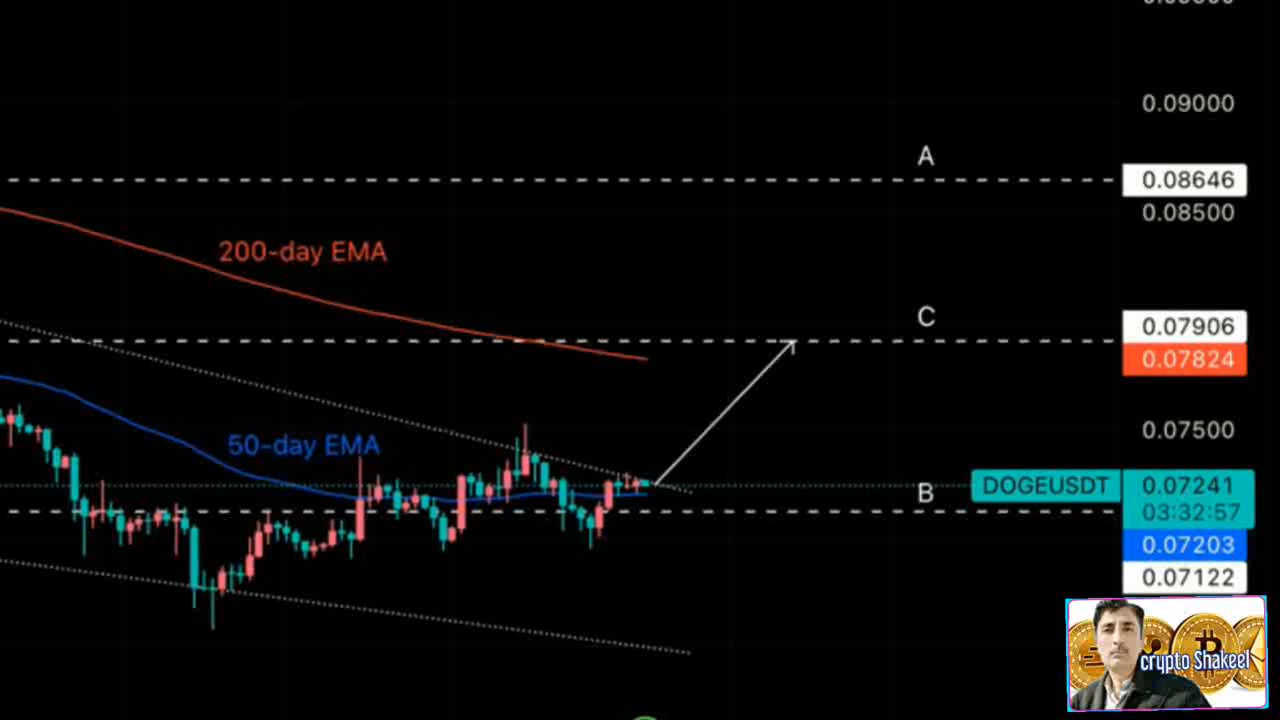 0.09000
A
0.08646
0.08500
200-day EMA
C
0.07906
0.07824
0.07500
50-day EMA
B
DOGEUSDT
0.07241
03:32:57
0.07203
0.07122
crypto Shakeel